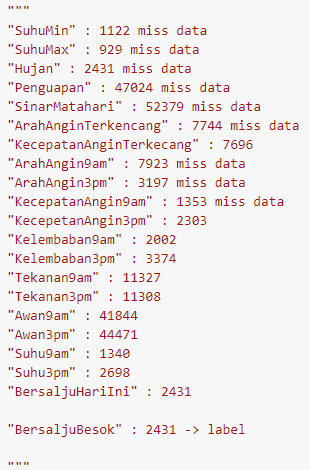 """
"SuhuMin" : 1122 miss data
"SuhuMax" : 929 miss data
"Hujan" : 2431 miss data
"Penguapan" : 47024 miss data
"SinarMatahari" : 52379 miss data
"ArahAnginTerkencang" : 7744 miss data
"KecepatanAnginTerkecang" : 7696
"ArahAngin9am" : 7923 miss data
"ArahAngin3pm" : 3197 miss data
"KecepatanAngin9am" : 1353 miss data
"KecepetanAngin3pm" : 2303
"Kelembaban9am" : 2002
"Kelembaban3pm" : 3374
"Tekanan9am" : 11327
"Tekanan3pm" : 11308
"Awan9am" : 41844
"Awan3pm" : 44471
"Suhu9am" : 1340
"Suhu3pm" : 2698
"BersaljuHariIni" : 2431
"BersaljuBesok" : 2431 -> label
"""